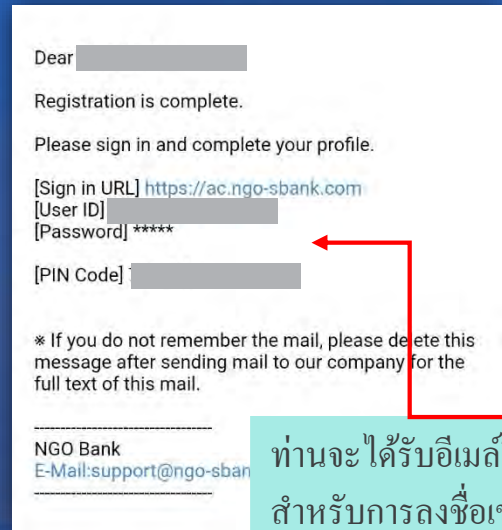 Dear
Registration is complete.
Please sign in and complete your profile.
[Sign in URL] https://ac.ngo-sbank.com
[User ID]
[Password] *****
[PIN Code]
※ If you do not remember the mail, please delete this
message after sending mail to our company for the
full text of this mail.
----------------------------------
NGO Bank
E-Mail:support@ngo-sban
----------------------------------
ท่านจะได้รับอีเมล์
สำหรับการลงชื่อเข